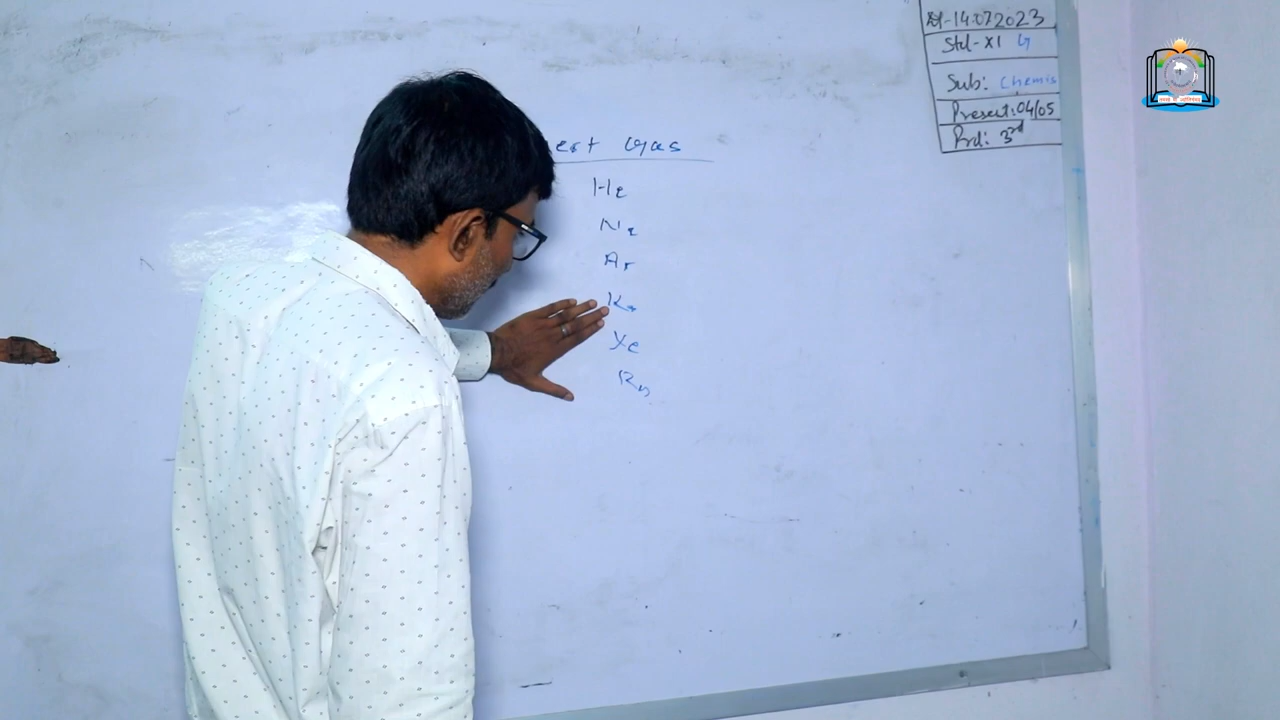 ert Gas
He
Ne
Ar
Kr
Xe
Rn
Dt-14.07.2023
Std-XI
Sub: Chemis
Present: 04/05
Prd: 3rd